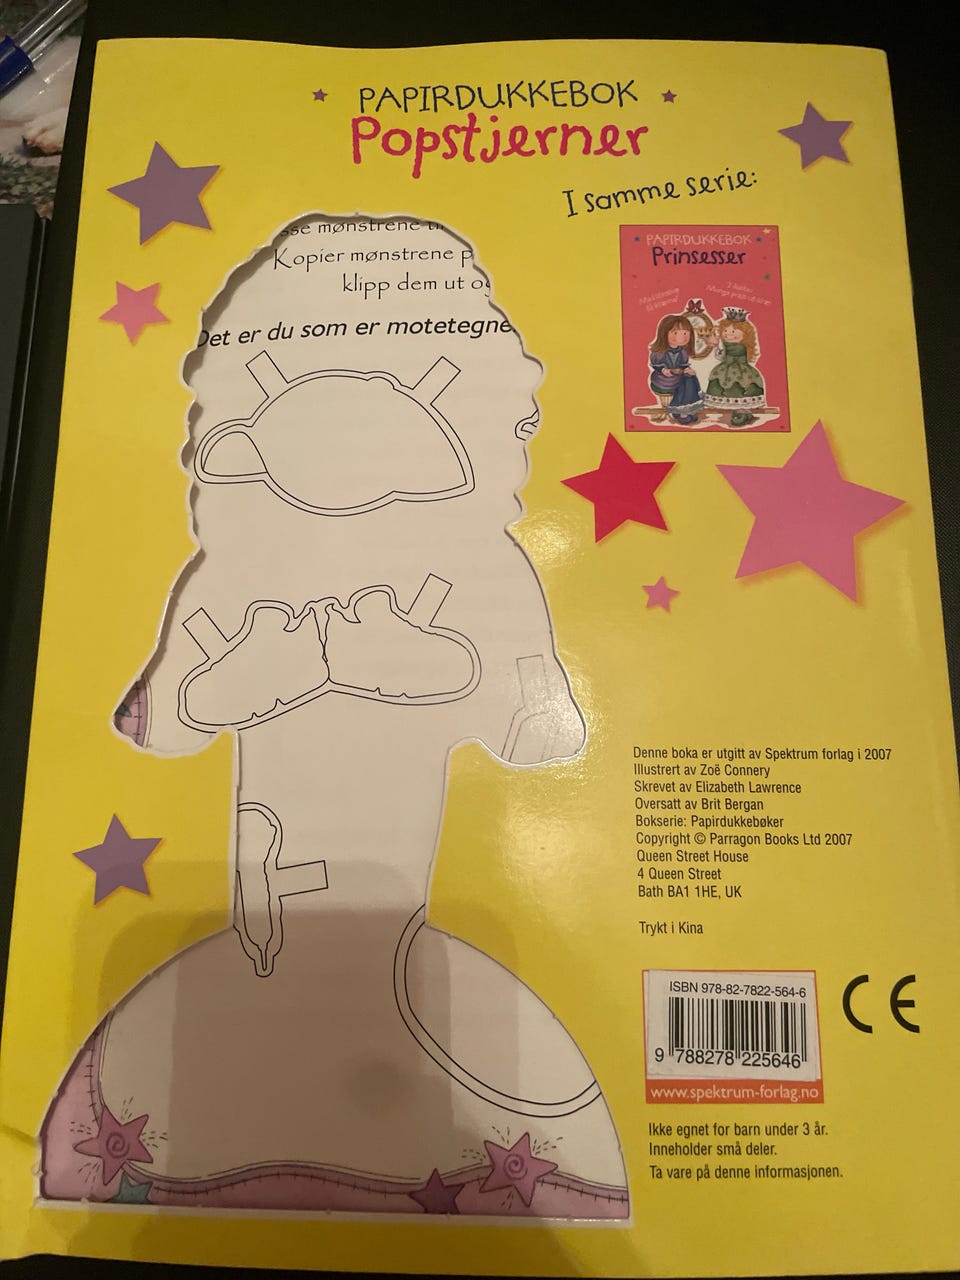 PAPIRDUKKEBOK
Popstjerner
I samme serie:
PAPIRDUKKEBOK
Prinsesser
sse mønstrene
Kopier mønstrene p
klipp dem ut og
Det er du som er motetegne
Denne boka er utgitt av Spektrum forlag i 2007
Illustrert av Zoë Connery
Skrevet av Elizabeth Lawrence
Oversatt av Brit Bergan
Bokserie: Papirdukkebøker
Copyright © Parragon Books Ltd 2007
Queen Street House
4 Queen Street
Bath BA1 1HE, UK
Trykt i Kina
ISBN 978-82-7822-564-6
9 788278 225646
www.spektrum-forlag.no
CE
Ikke egnet for barn under 3 år.
Inneholder små deler.
Ta vare på denne informasjonen.